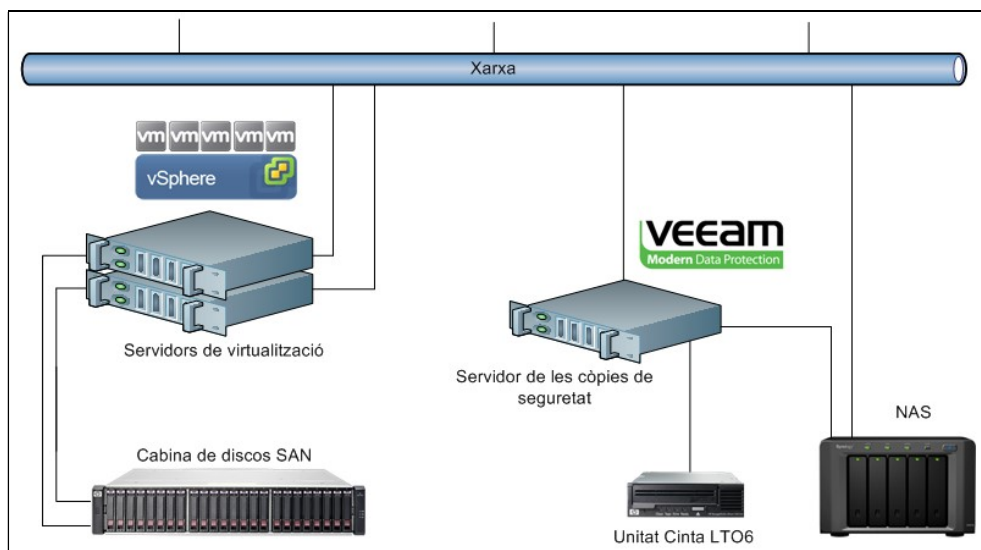 Xarxa
vm vm vm vm vm
vSphere
veeam
Modern Data Protection
Servidors de virtualització
Servidor de les còpies de
seguretat
NAS
Cabina de discos SAN
Unitat Cinta LTO6